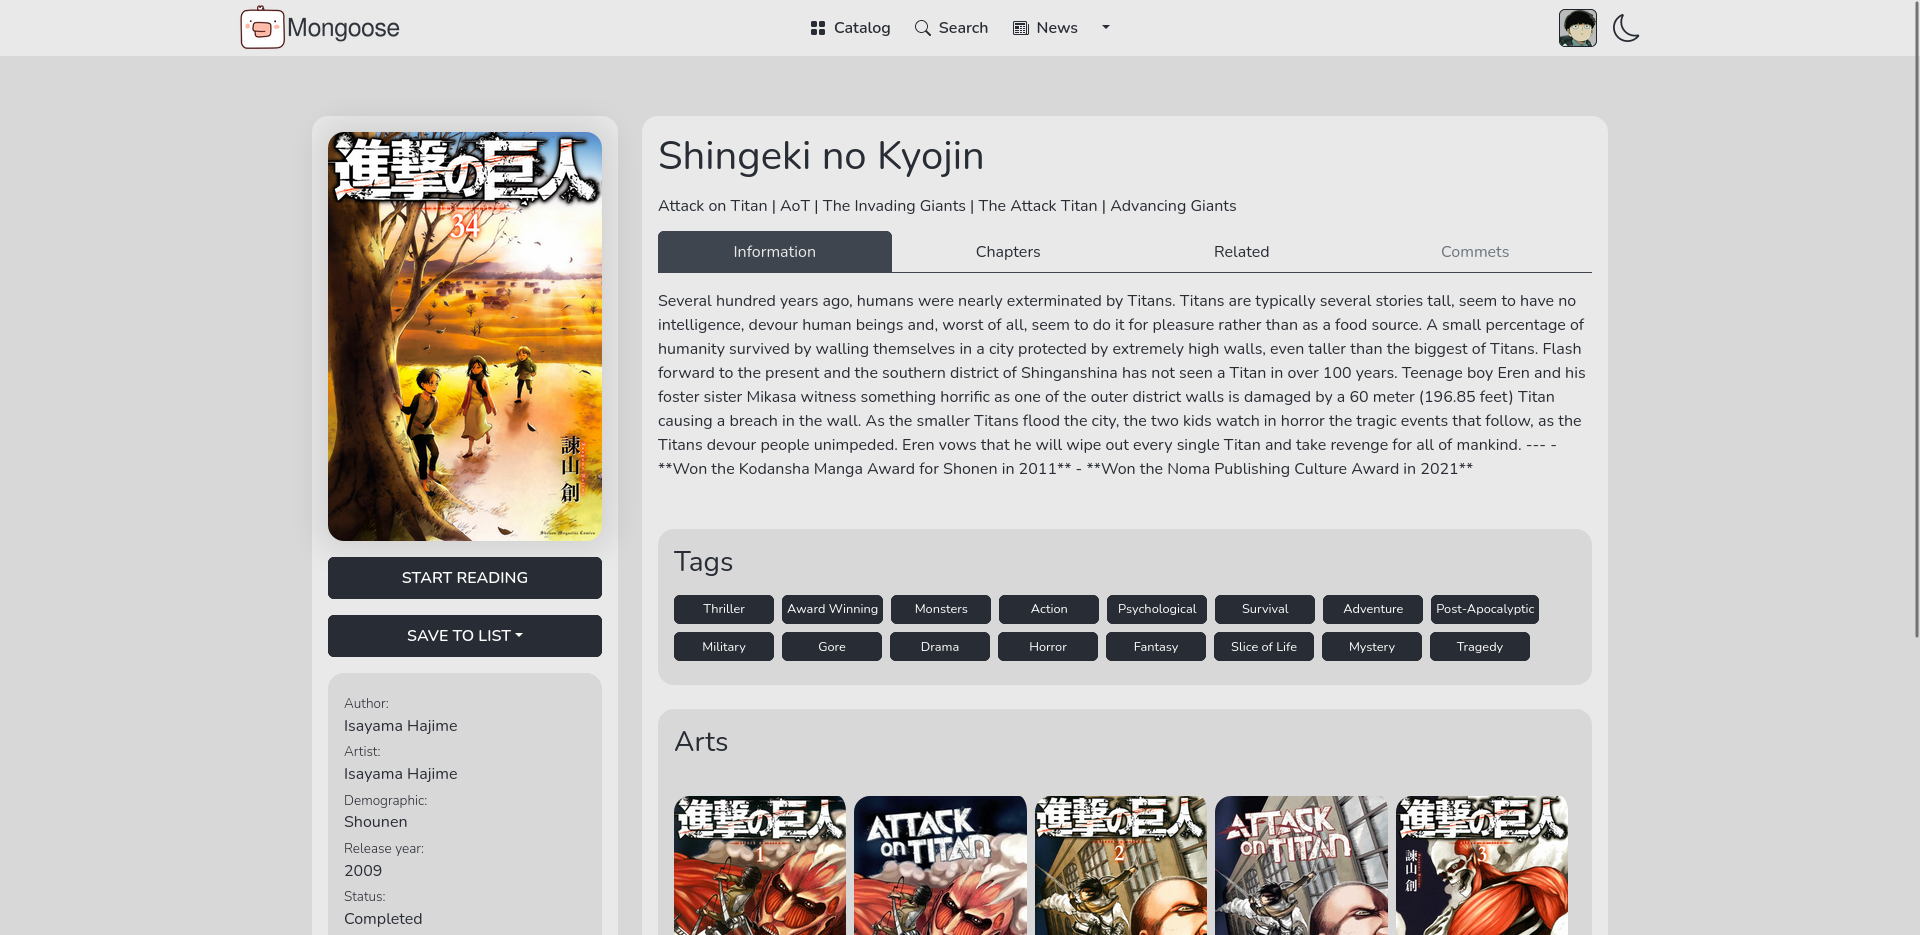 Mongoose
Catalog
Search
News
進撃の巨人
34
諫山創
START READING
SAVE TO LIST
Author:
Isayama Hajime
Artist:
Isayama Hajime
Demographic:
Shounen
Release year:
2009
Status:
Completed
Shingeki no Kyojin
Attack on Titan | AoT | The Invading Giants | The Attack Titan | Advancing Giants
Information
Chapters
Related
Commets
Several hundred years ago, humans were nearly exterminated by Titans. Titans are typically several stories tall, seem to have no
intelligence, devour human beings and, worst of all, seem to do it for pleasure rather than as a food source. A small percentage of
humanity survived by walling themselves in a city protected by extremely high walls, even taller than the biggest of Titans. Flash
forward to the present and the southern district of Shinganshina has not seen a Titan in over 100 years. Teenage boy Eren and his
foster sister Mikasa witness something horrific as one of the outer district walls is damaged by a 60 meter (196.85 feet) Titan
causing a breach in the wall. As the smaller Titans flood the city, the two kids watch in horror the tragic events that follow, as the
Titans devour people unimpeded. Eren vows that he will wipe out every single Titan and take revenge for all of mankind. --- -
**Won the Kodansha Manga Award for Shonen in 2011** - **Won the Noma Publishing Culture Award in 2021**
Tags
Thriller
Award Winning
Monsters
Action
Psychological
Survival
Adventure
Post-Apocalyptic
Military
Gore
Drama
Horror
Fantasy
Slice of Life
Mystery
Tragedy
Arts
進撃の巨人
1
ATTACK
on TITAN
進撃の巨人
2
ATTACK
on TITAN
進撃の巨人
3
諫山創